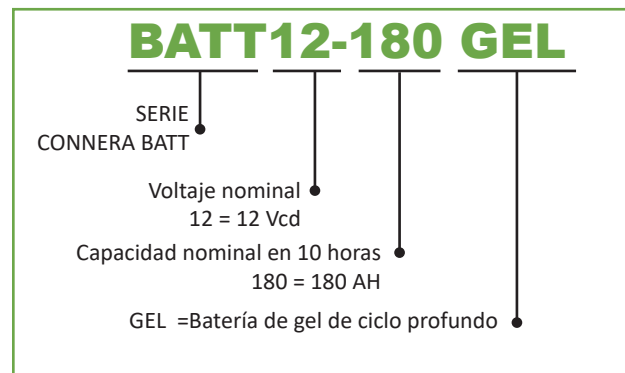 BATT12-180 GEL
SERIE
CONNERA BATT
Voltaje nominal
12 = 12 Vcd
Capacidad nominal en 10 horas
180 = 180 AH
GEL =Batería de gel de ciclo profundo